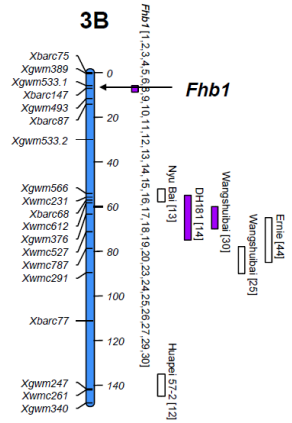 3B
Xbarc75
Xgwm389
Xgwm533.1
Xbarc147
Xgwm493
Xbarc87
Xgwm533.2
Xgwm566
Xwmc231
Xbarc68
Xwmc612
Xgwm376
Xwmc527
Xwmc787
Xwmc291
Xbarc77
Xgwm247
Xwmc261
Xgwm340
0
20
40
60
80
100
120
140
Fhb1 [1,2,3,4,5,6,8,9,10,11,12,13,14,15,16,17,18,19,20,23,24,25,26,27,29,30]
Fhb1
Nyu Bai [13]
DH181 [14]
Wangshuibai [30]
Wangshuibai [25]
Ernie [44]
Huapei 57-2 [12]